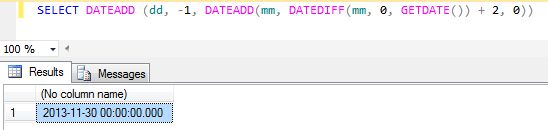 SELECT DATEADD (dd, -1, DATEADD(mm, DATEDIFF(mm, 0, GETDATE()) + 2, 0))
100 %
Results Messages
(No column name)
1 2013-11-30 00:00:00.000